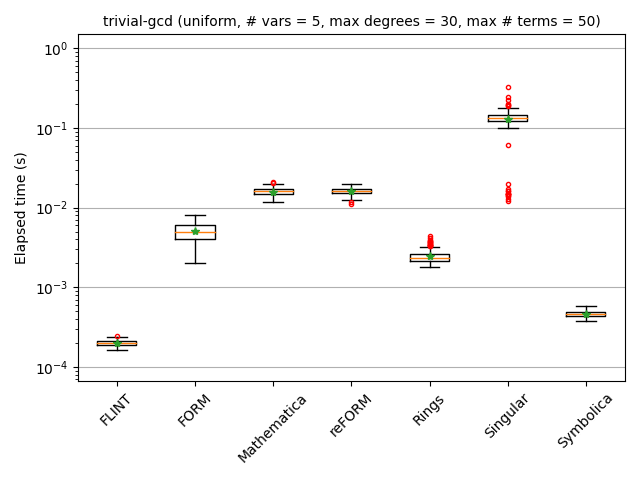 trivial-gcd (uniform, # vars = 5, max degrees = 30, max # terms = 50)
Elapsed time (s)
10^0
10^-1
10^-2
10^-3
10^-4
FLINT
FORM
Mathematica
reFORM
Rings
Singular
Symbolica